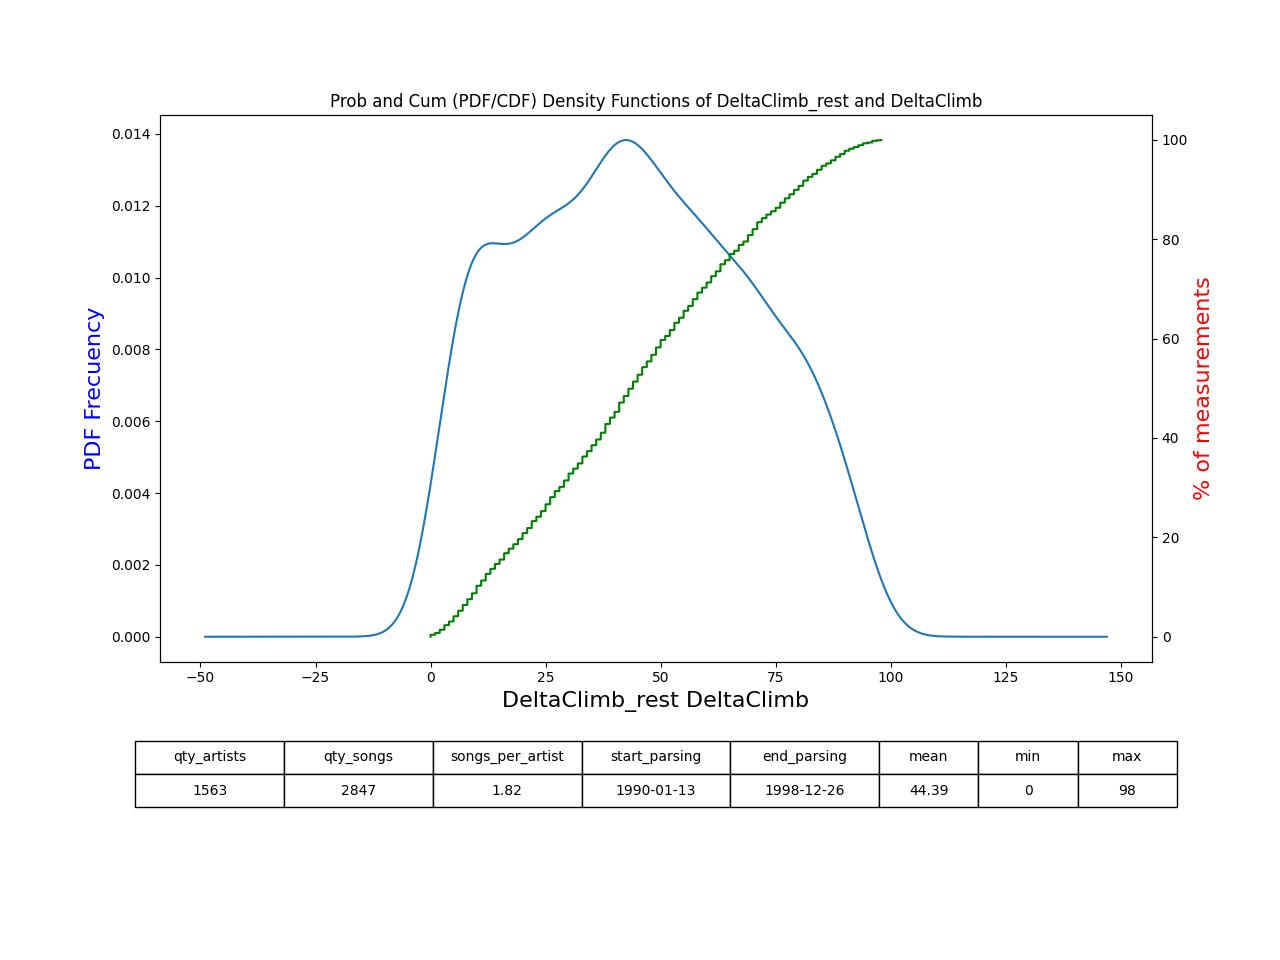 Prob and Cum (PDF/CDF) Density Functions of DeltaClimb_rest and DeltaClimb
0.014
0.012
0.010
0.008
0.006
0.004
0.002
0.000
PDF Frecuency
100
80
60
40
20
0
% of measurements
−50 −25 0 25 50 75 100 125 150
DeltaClimb_rest DeltaClimb
qty_artists qty_songs songs_per_artist start_parsing end_parsing mean min max
1563 2847 1.82 1990-01-13 1998-12-26 44.39 0 98